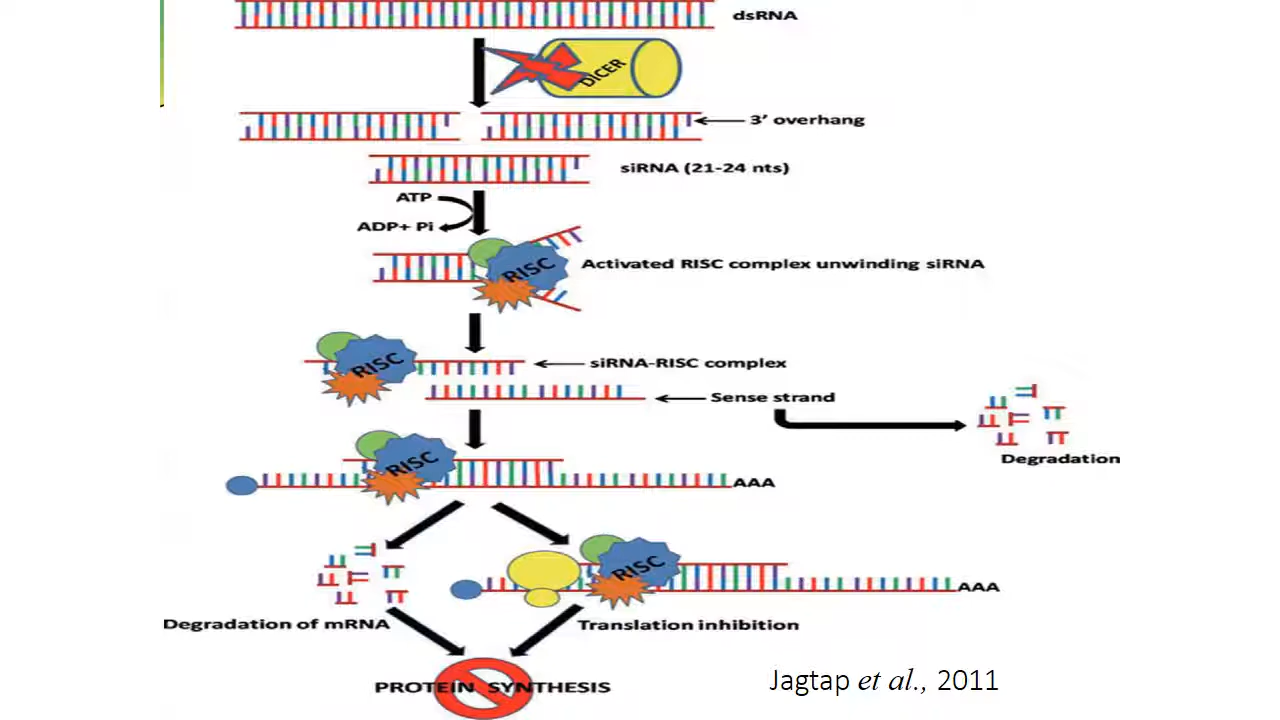 dsRNA
DICER
3’ overhang
siRNA (21-24 nts)
ATP
ADP+ Pi
RISC
Activated RISC complex unwinding siRNA
RISC
siRNA-RISC complex
Sense strand
RISC
Degradation
AAA
RISC
AAA
Degradation of mRNA
Translation inhibition
PROTEIN SYNTHESIS
Jagtap et al., 2011